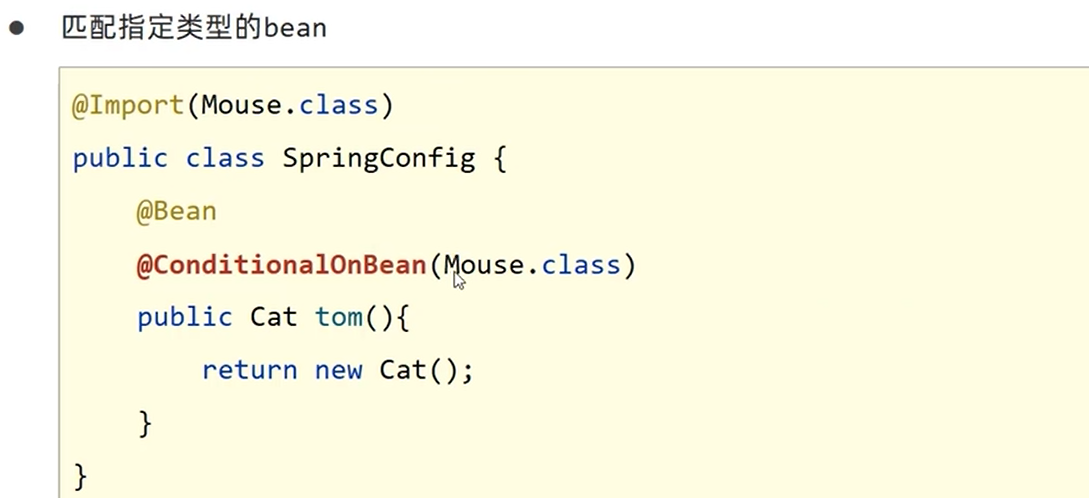 ● 匹配指定类型的bean
@Import(Mouse.class)
public class SpringConfig {
    @Bean
    @ConditionalOnBean(Mouse.class)
    public Cat tom(){
        return new Cat();
    }
}